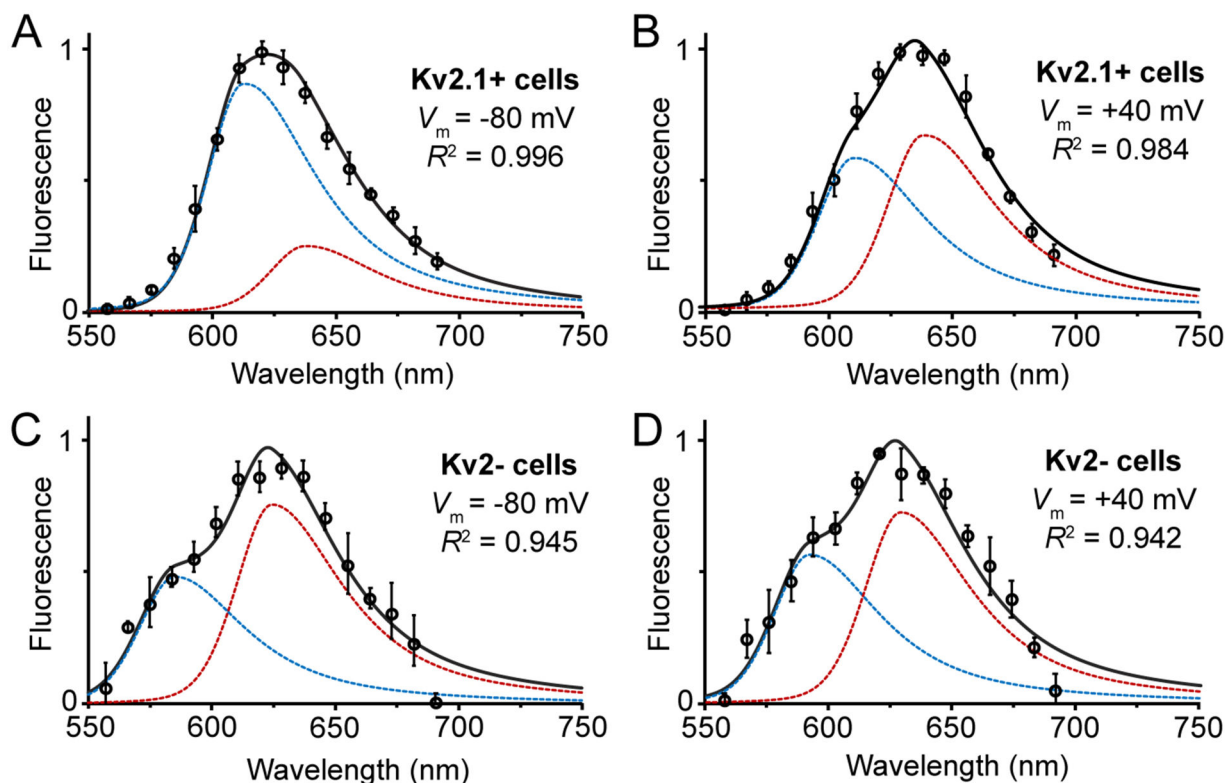 A
1
Kv2.1+ cells
Vm = -80 mV
R² = 0.996
Fluorescence
0
550 600 650 700 750
Wavelength (nm)
B
1
Kv2.1+ cells
Vm = +40 mV
R² = 0.984
Fluorescence
0
550 600 650 700 750
Wavelength (nm)
C
1
Kv2- cells
Vm = -80 mV
R² = 0.945
Fluorescence
0
550 600 650 700 750
Wavelength (nm)
D
1
Kv2- cells
Vm = +40 mV
R² = 0.942
Fluorescence
0
550 600 650 700 750
Wavelength (nm)